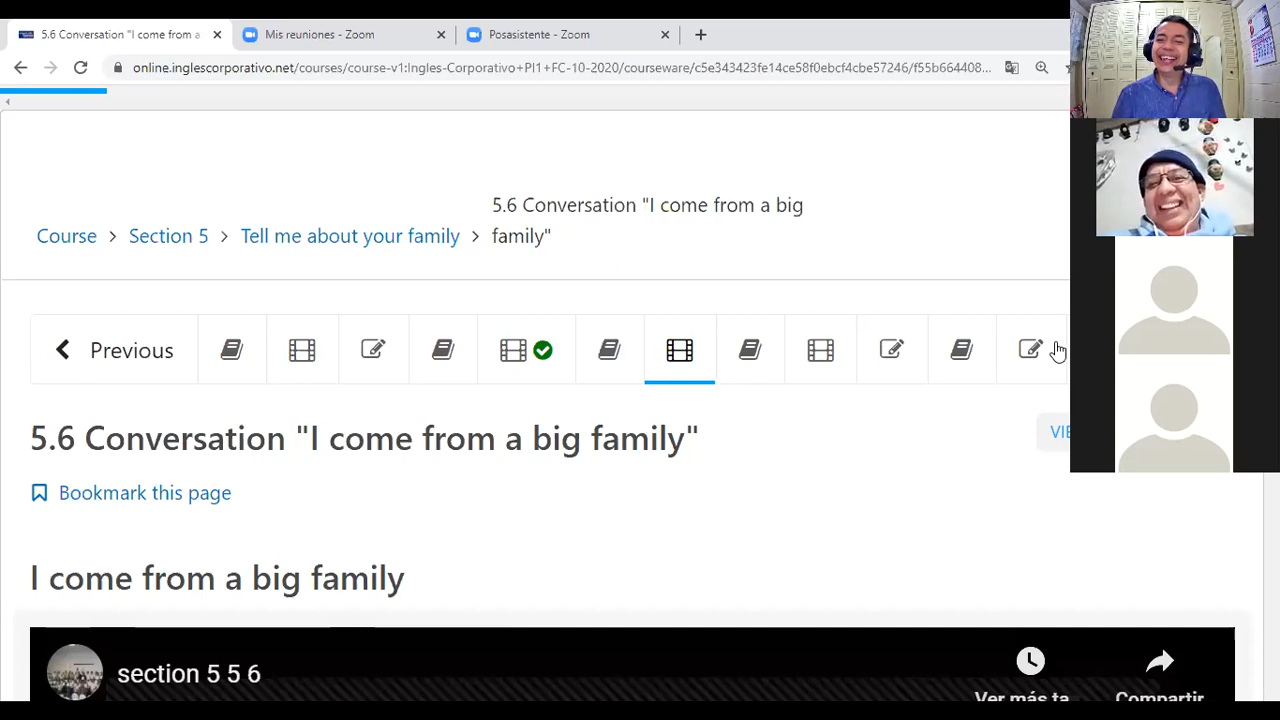 5.6 Conversation "I come from a
Mis reuniones - Zoom
Posasistente - Zoom
online.inglescorporativo.net/courses/course-v1
+PI1+FC-10-2020/courseware/c5e343423fe14ce58f0ebcf4cbe57246/f55b664408...
Course > Section 5 > Tell me about your family > 5.6 Conversation "I come from a big
family"
Previous
5.6 Conversation "I come from a big family"
VIE
Bookmark this page
I come from a big family
section 5 5 6
Ver más ta
Compartir